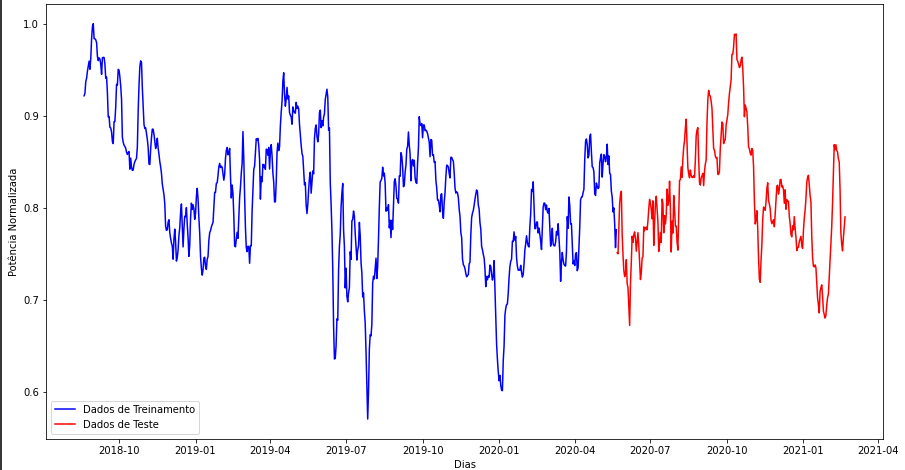 1.0
0.9
0.8
0.7
0.6
Potência Normalizada
Dados de Treinamento
Dados de Teste
2018-10 2019-01 2019-04 2019-07 2019-10 2020-01 2020-04 2020-07 2020-10 2021-01 2021-04
Dias